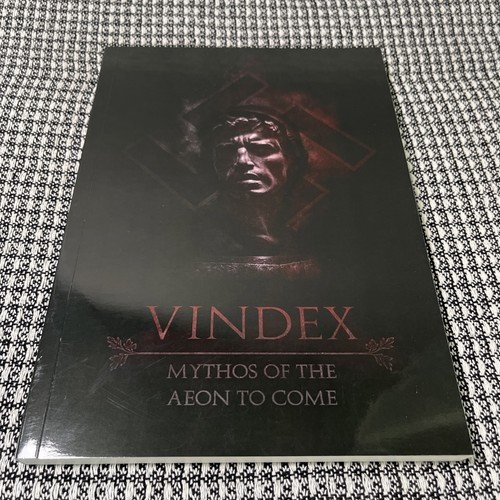 VINDEX
MYTHOS OF THE
AEON TO COME